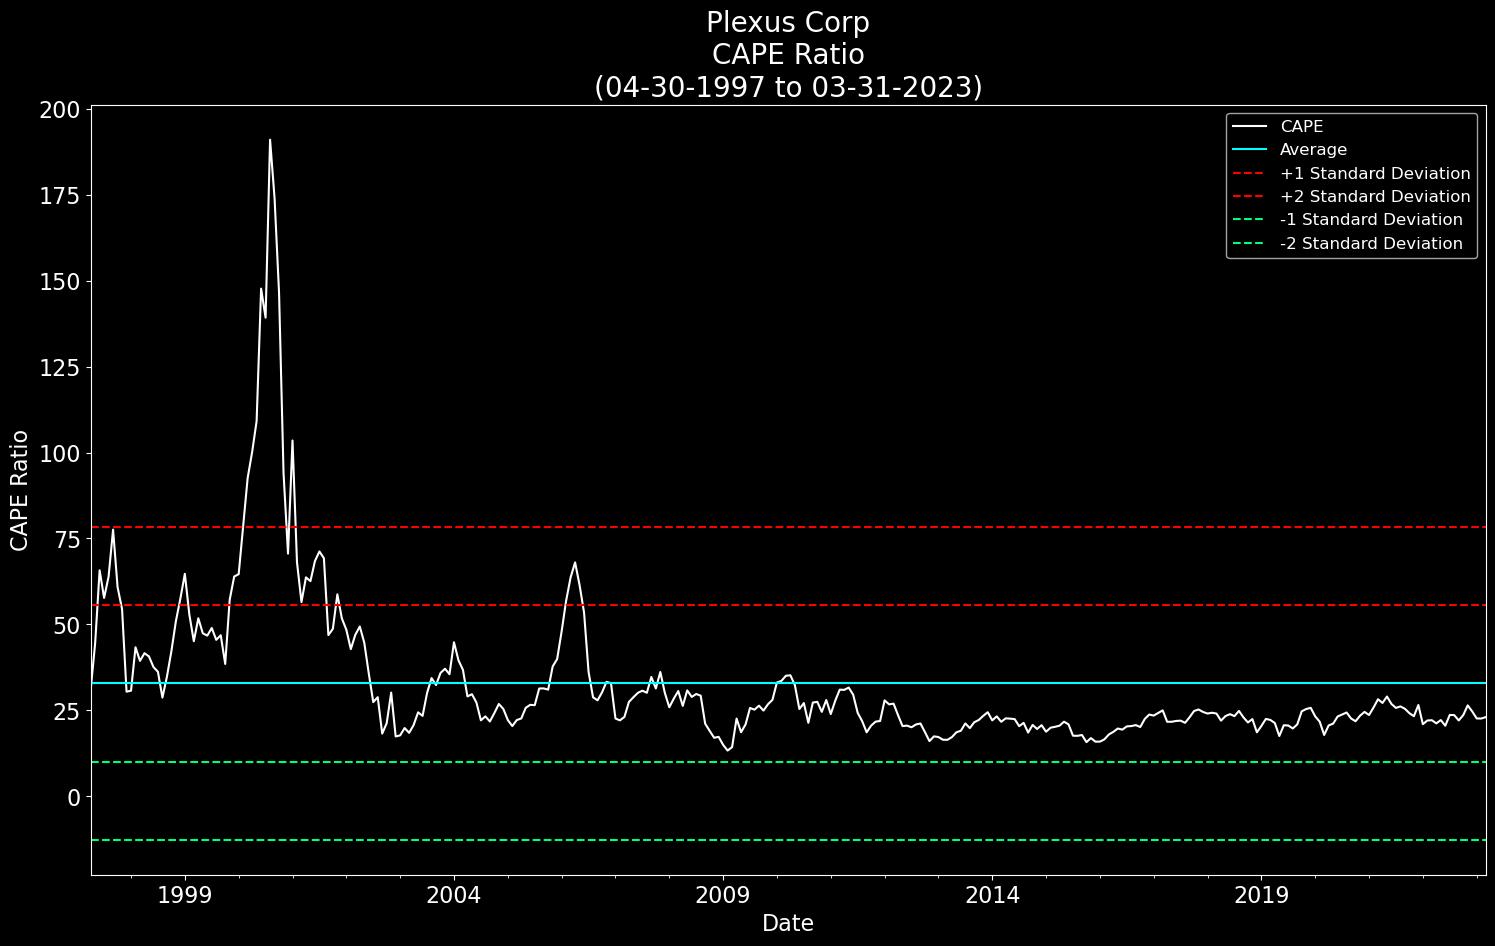 Plexus Corp
CAPE Ratio
(04-30-1997 to 03-31-2023)
200
175
150
125
100
75
50
25
0
CAPE Ratio
CAPE
Average
+1 Standard Deviation
+2 Standard Deviation
-1 Standard Deviation
-2 Standard Deviation
1999
2004
2009
2014
2019
Date